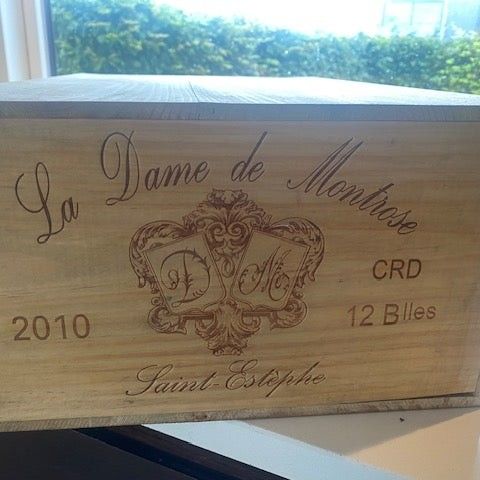 La Dame de Montrose
D M
CRD
2010
12 Blles
Saint-Estèphe